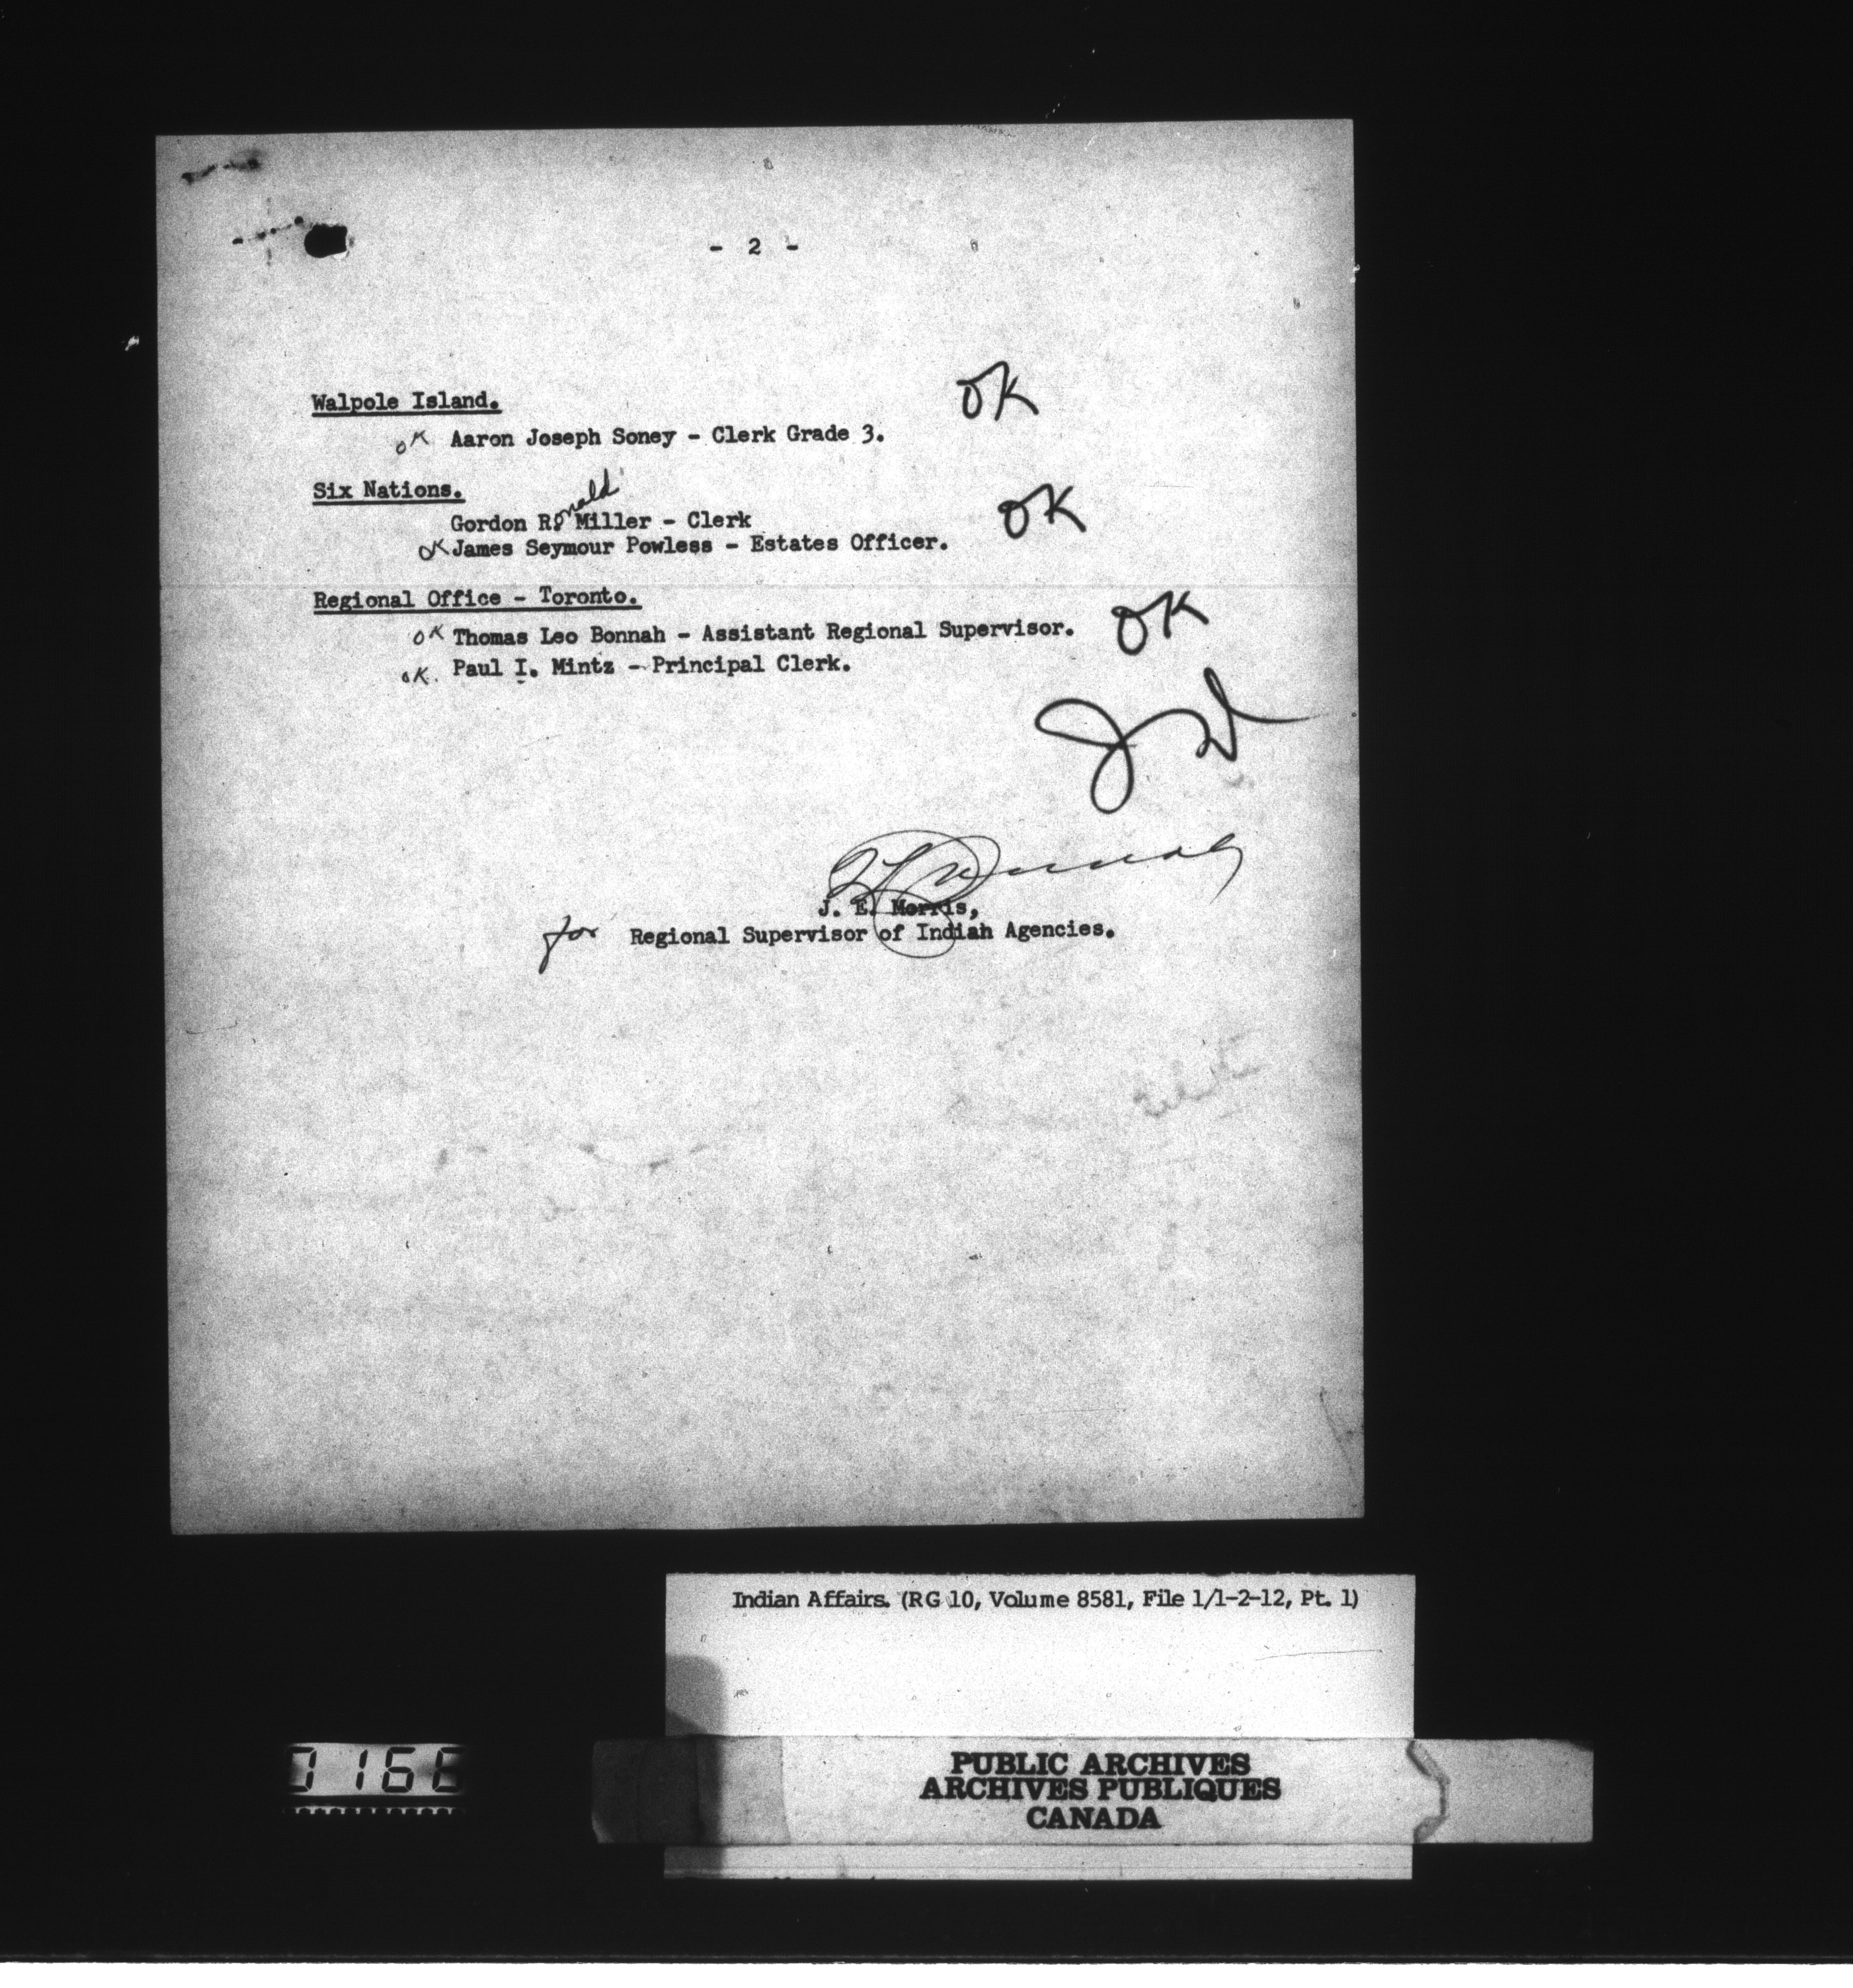 - 2 -
OK
Walpole Island.
OK Aaron Joseph Soney - Clerk Grade 3.
Six Nations.
OK
Gordon R.onald Miller - Clerk
OK James Seymour Powless - Estates Officer.
Regional Office - Toronto.
OK
OK Thomas Leo Bonnah - Assistant Regional Supervisor.
OK. Paul I. Mintz - Principal Clerk.
J. E. Morris,
for Regional Supervisor of Indian Agencies.
Indian Affairs. (RG 10, Volume 8581, File 1/1-2-12, Pt. 1)
PUBLIC ARCHIVES
ARCHIVES PUBLIQUES
CANADA